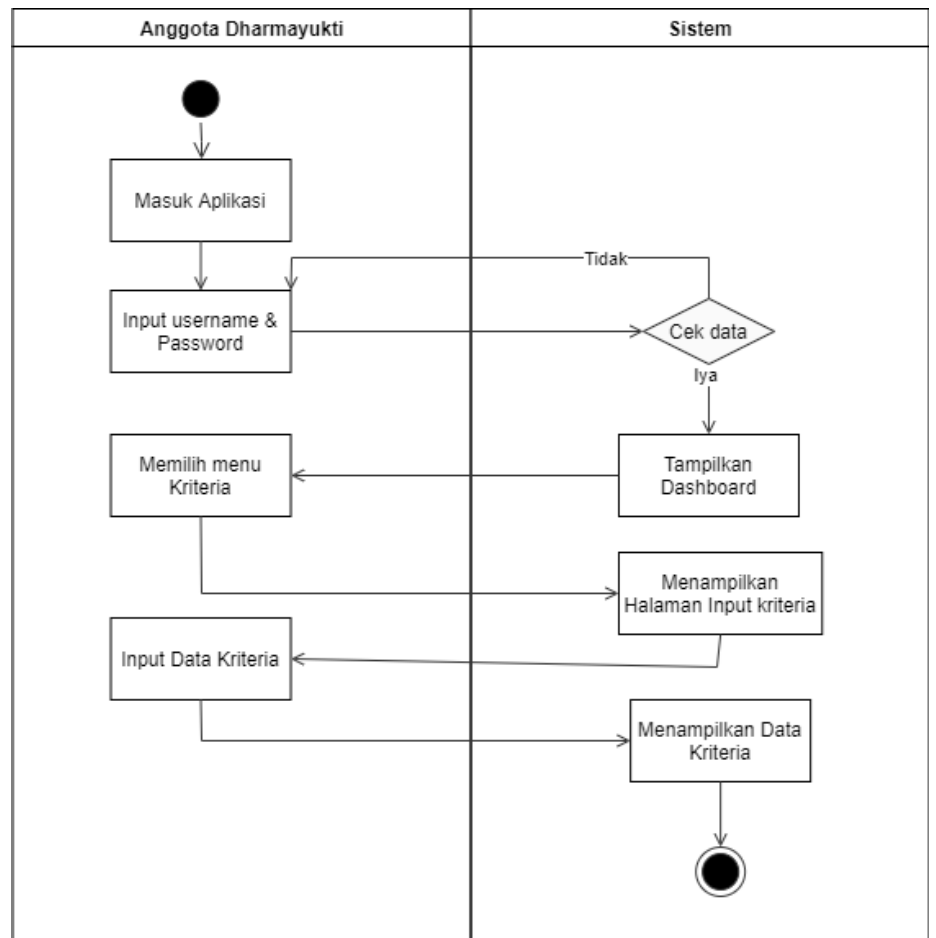 Anggota Dharmayukti
Sistem
Masuk Aplikasi
Tidak
Input username &
Password
Cek data
Iya
Memilih menu
Kriteria
Tampilkan
Dashboard
Menampilkan
Halaman Input kriteria
Input Data Kriteria
Menampilkan Data
Kriteria